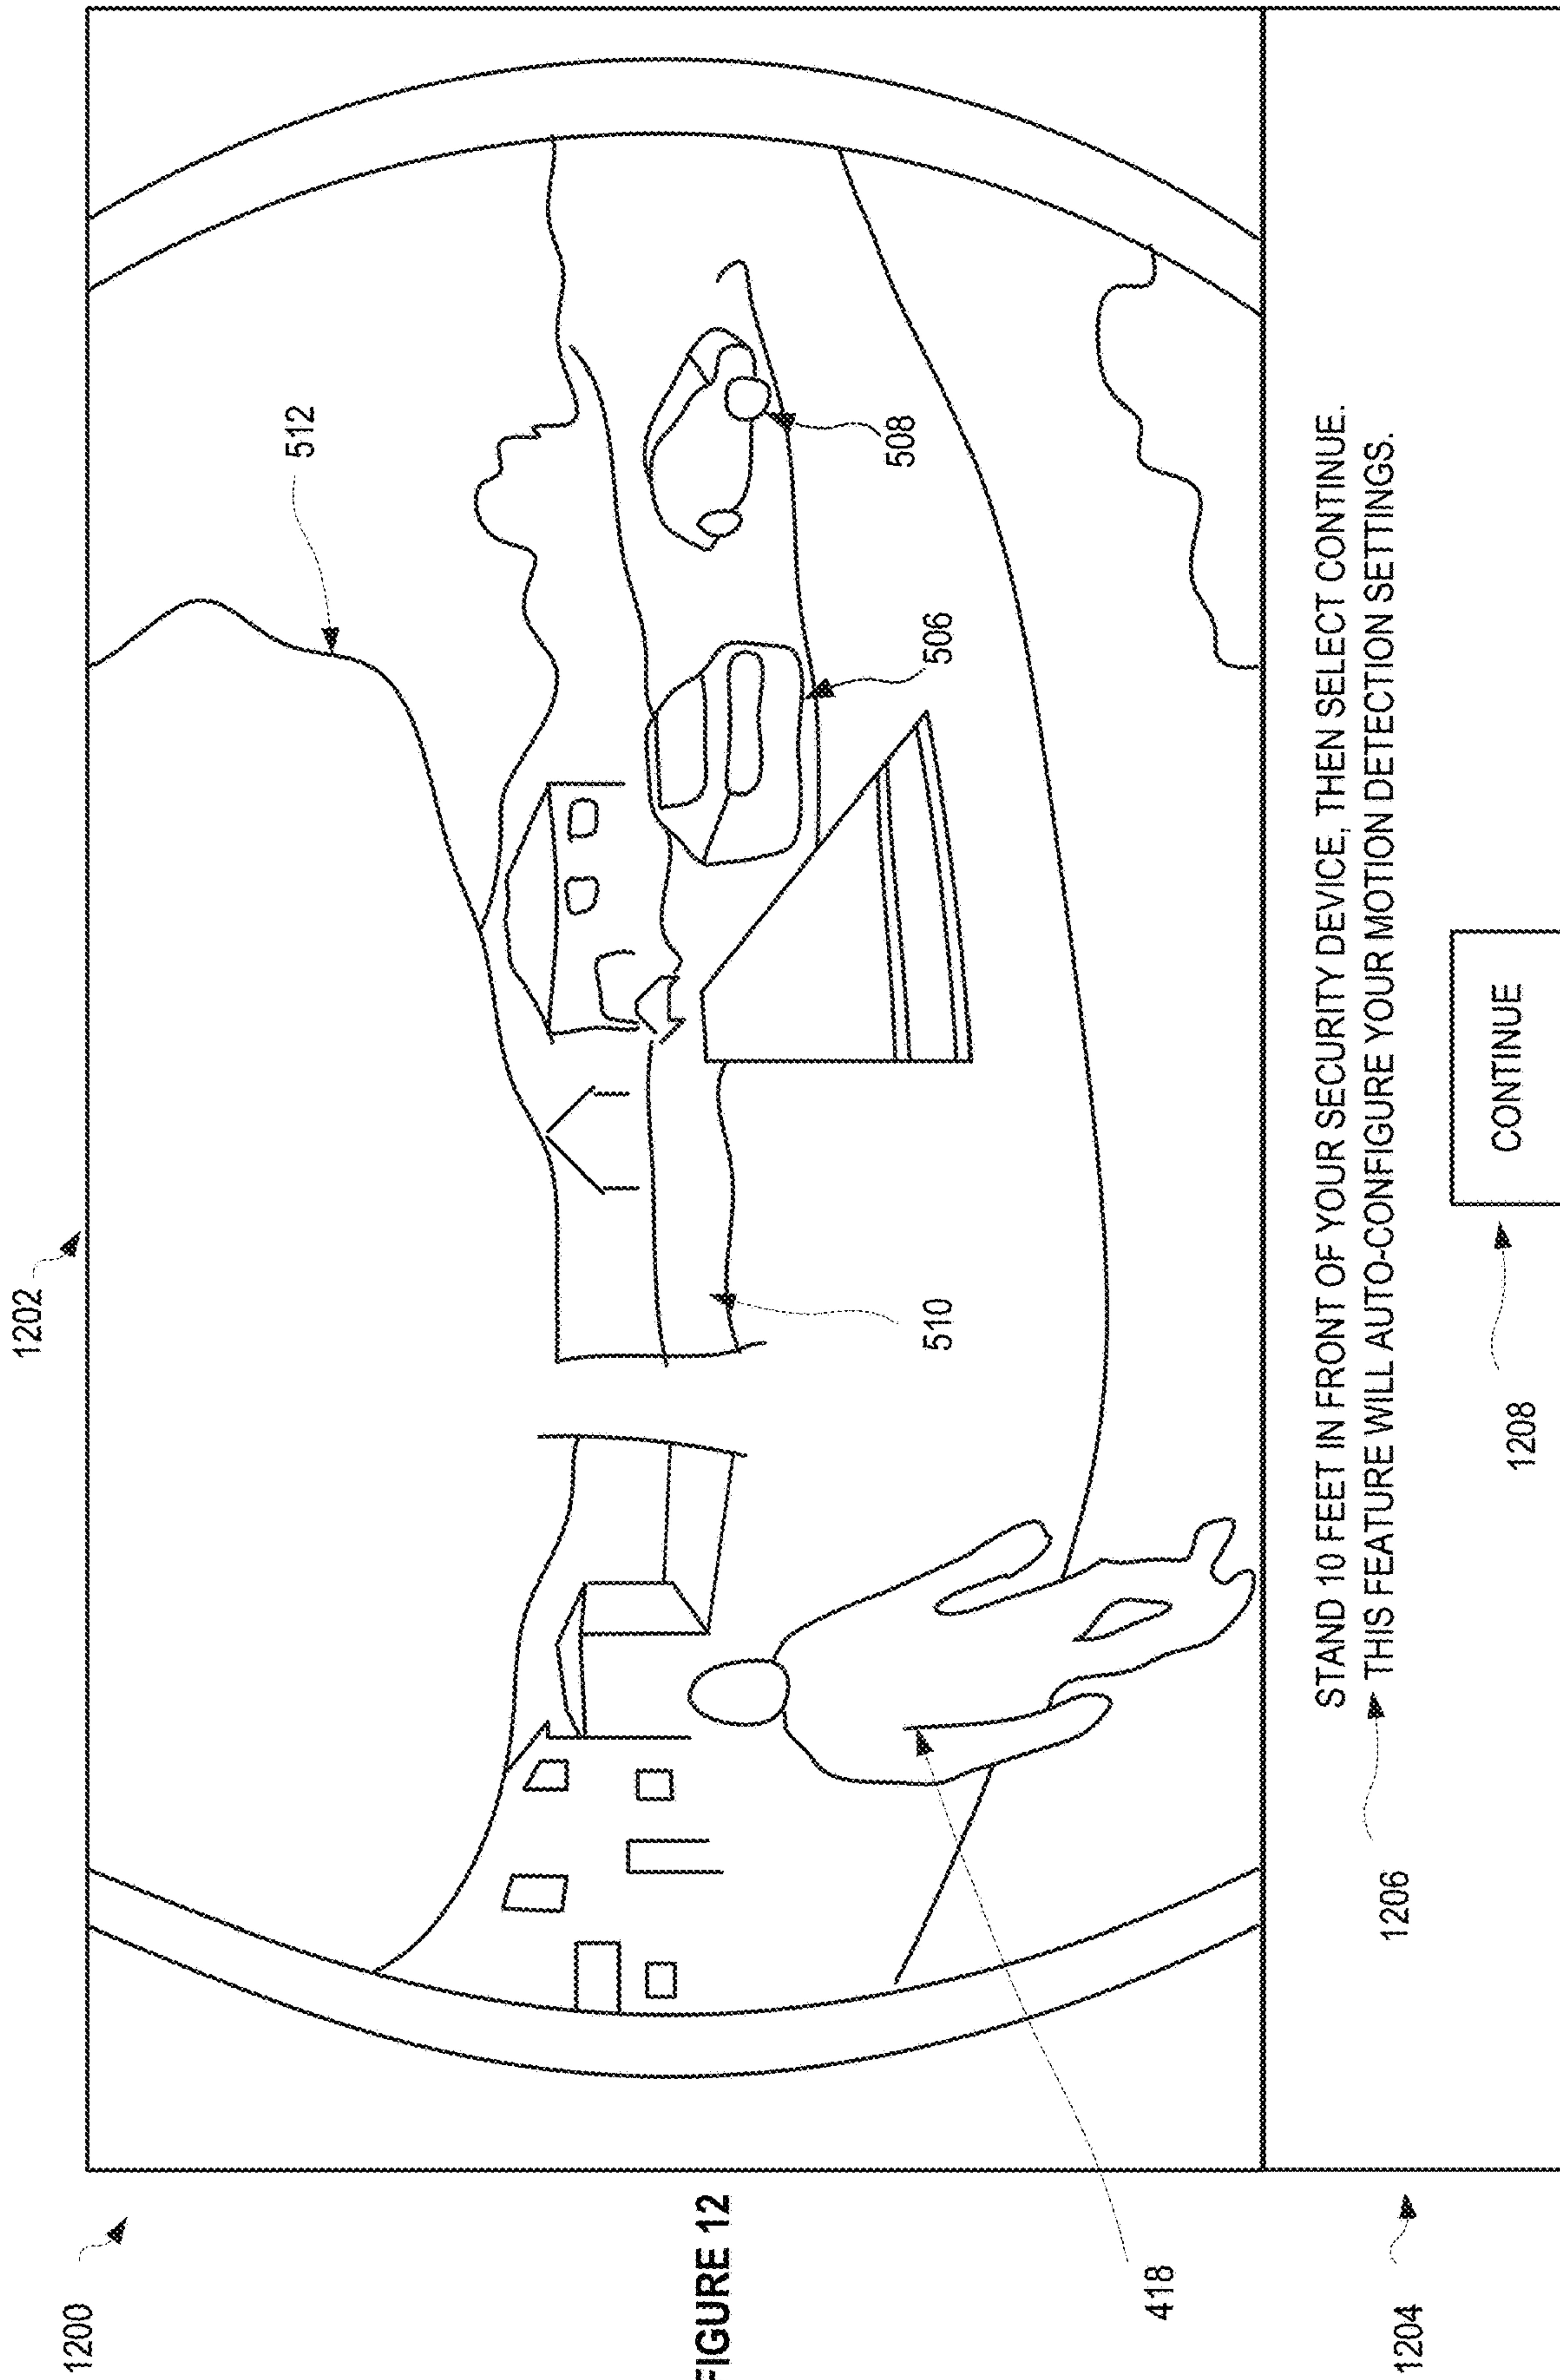 1200
1202
512
508
506
510
418
FIGURE 12
1204
1206
STAND 10 FEET IN FRONT OF YOUR SECURITY DEVICE, THEN SELECT CONTINUE.
THIS FEATURE WILL AUTO-CONFIGURE YOUR MOTION DETECTION SETTINGS.
1208
CONTINUE